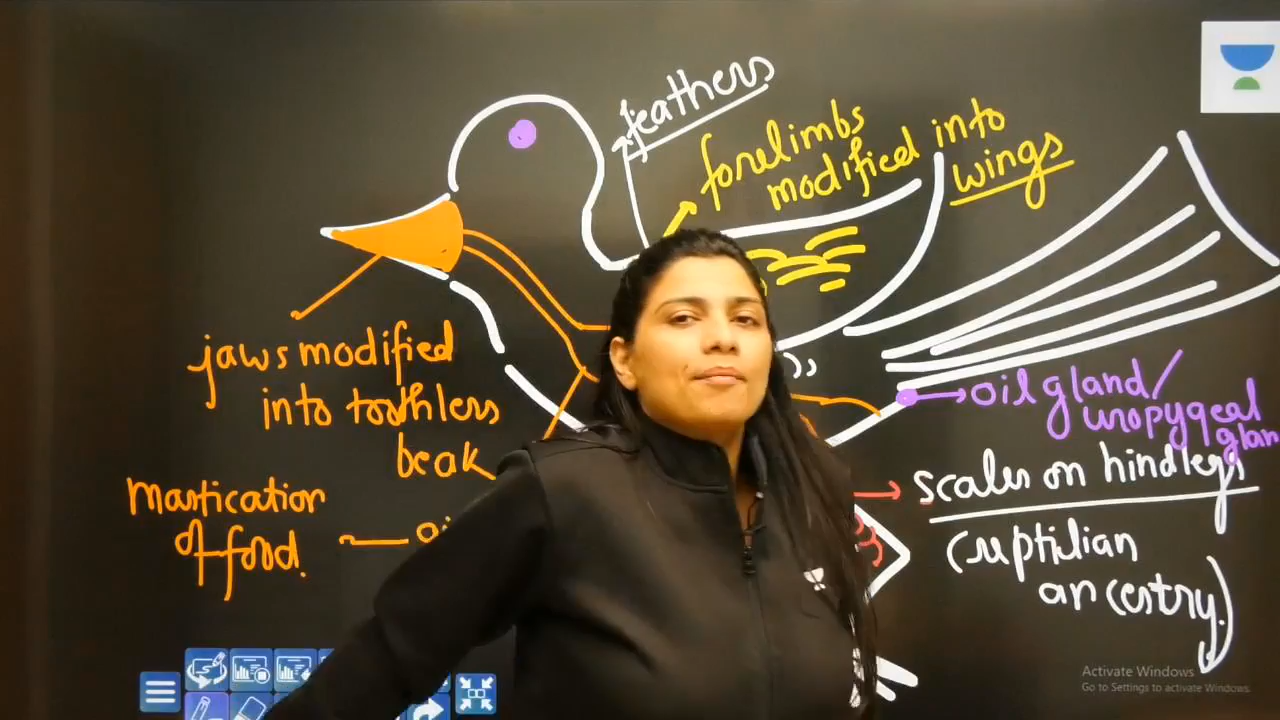 feathers
forelimbs
modified into
wings
jaws modified
into toothless
beak
oil gland/
uropygeal
glan
scales on hindlegs
(reptilian
ancestry)
Mastication
of food.
Activate Windows
Go to Settings to activate Windows.